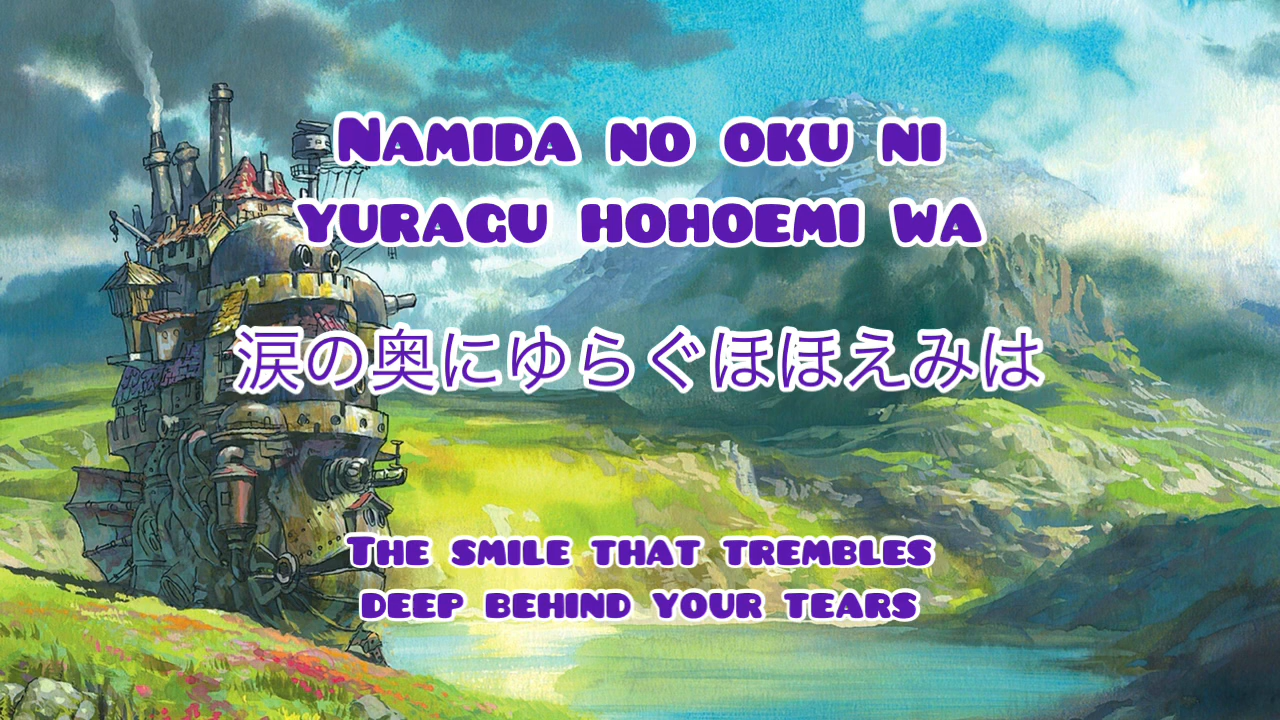 Namida no oku ni
yuragu hohoemi wa
涙の奥にゆらぐほほえみは
The smile that trembles
deep behind your tears